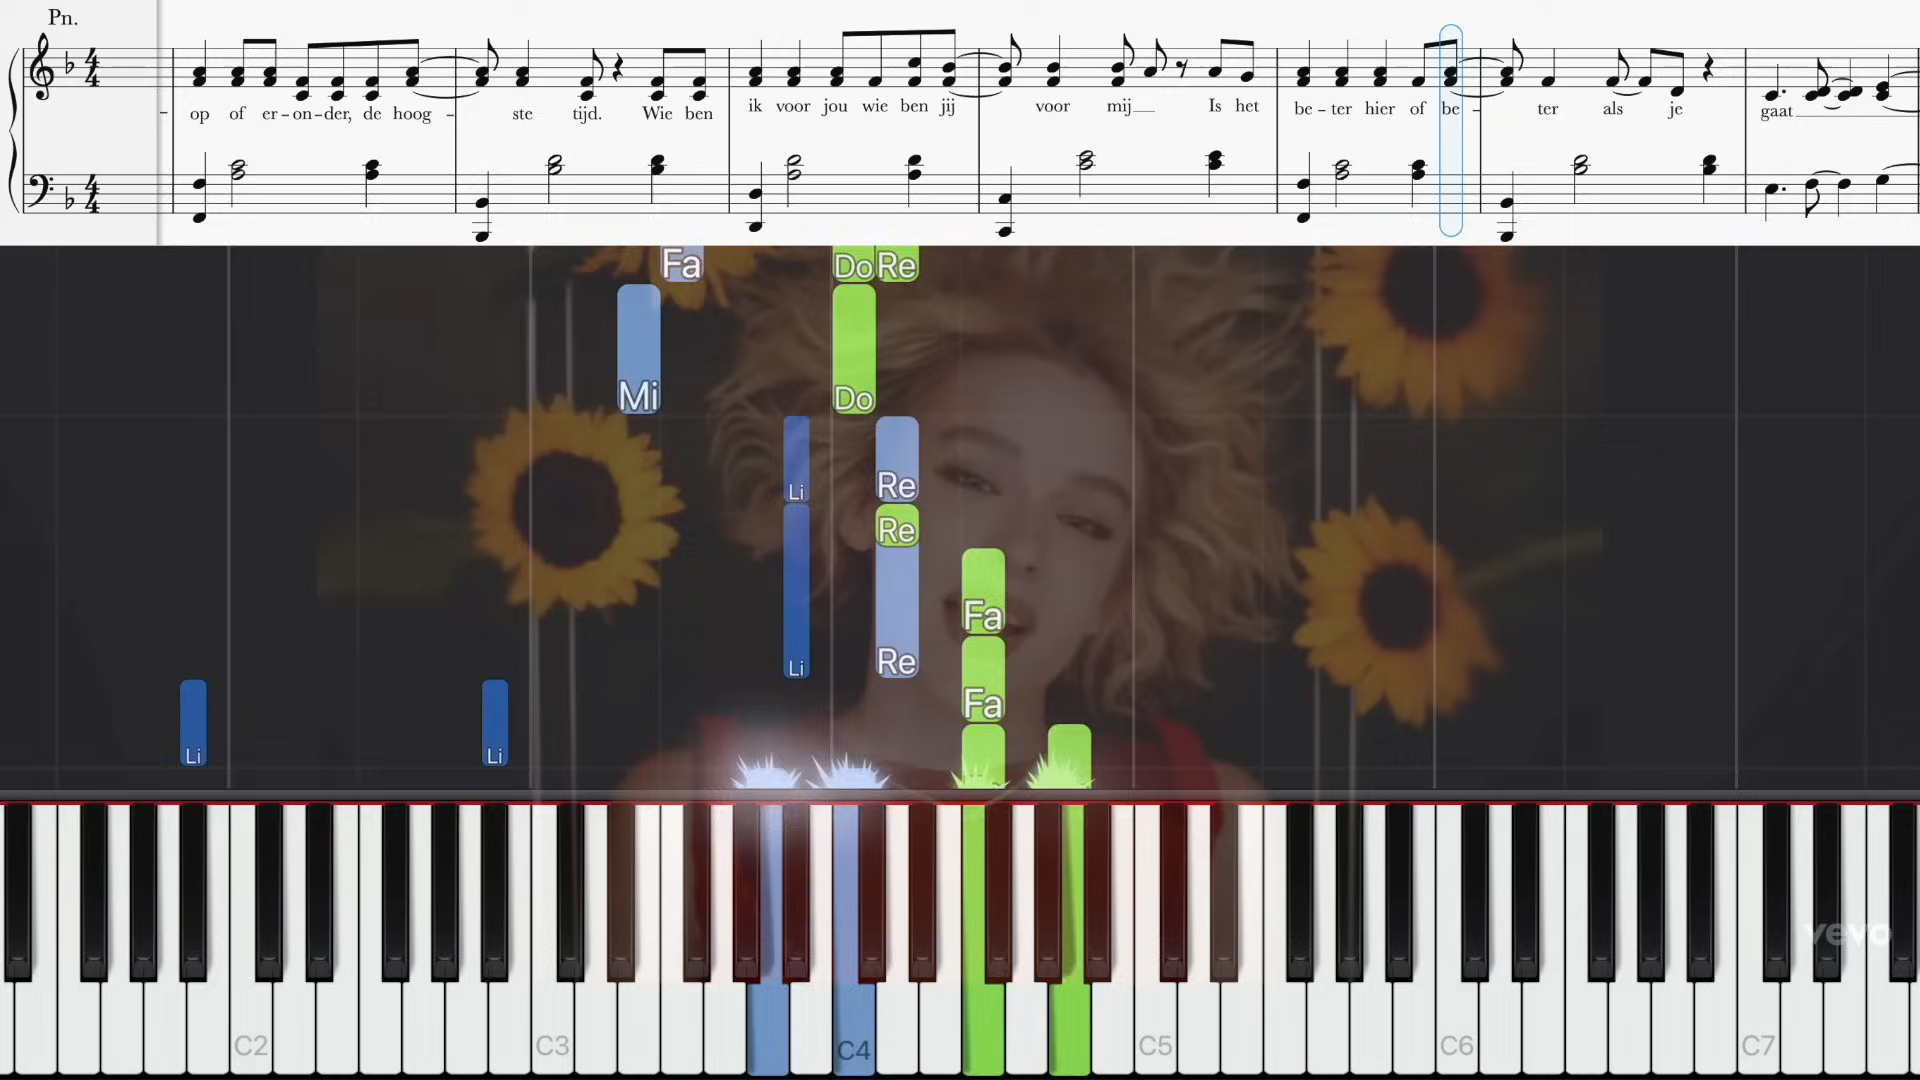 Pn.
- op of er-on-der, de hoog - ste tijd. Wie ben ik voor jou wie ben jij voor mij__ Is het be-ter hier of be - ter als je gaat__
Fa Do Re
Mi Do
Li Re
Re
Fa
Li Re
Fa
Li Li
vevo
C2 C3 C4 C5 C6 C7